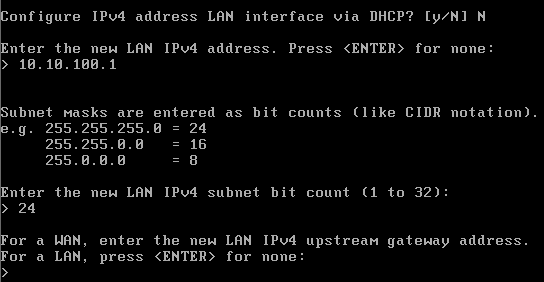 Configure IPv4 address LAN interface via DHCP? [y/N] N
Enter the new LAN IPv4 address. Press <ENTER> for none:
> 10.10.100.1
Subnet masks are entered as bit counts (like CIDR notation).
e.g. 255.255.255.0 = 24
255.255.0.0 = 16
255.0.0.0 = 8
Enter the new LAN IPv4 subnet bit count (1 to 32):
> 24
For a WAN, enter the new LAN IPv4 upstream gateway address.
For a LAN, press <ENTER> for none:
>